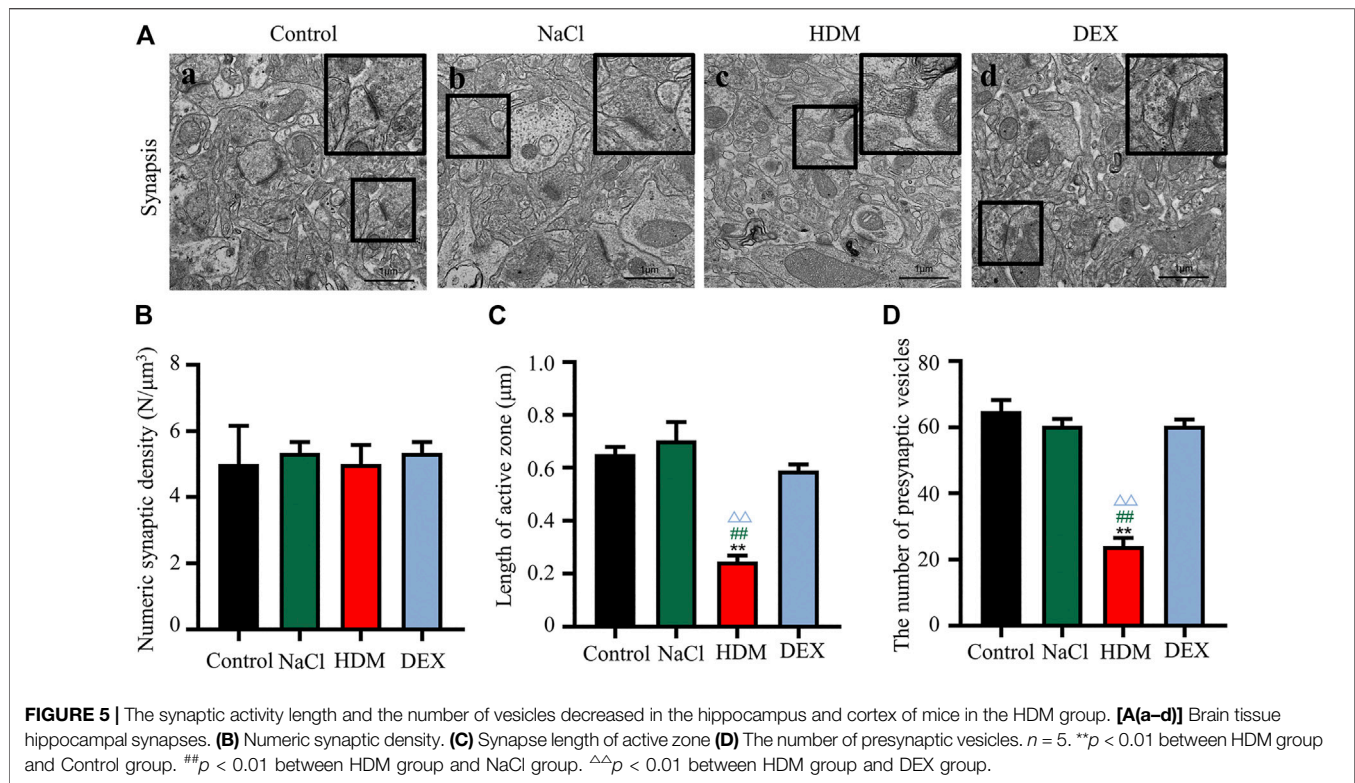 A
Control NaCl HDM DEX
Synapsis
a b c d
1μm 1μm 1μm 1μm
B
Numeric synaptic density (N/μm³)
8
6
4
2
0
Control NaCl HDM DEX
C
Length of active zone (μm)
1.0
0.8
0.6
0.4
0.2
0
△△
##
**
Control NaCl HDM DEX
D
The number of presynaptic vesicles
80
60
40
20
0
△△
##
**
Control NaCl HDM DEX
FIGURE 5 | The synaptic activity length and the number of vesicles decreased in the hippocampus and cortex of mice in the HDM group. [A(a–d)] Brain tissue
hippocampal synapses. (B) Numeric synaptic density. (C) Synapse length of active zone (D) The number of presynaptic vesicles. n = 5. **p < 0.01 between HDM group
and Control group. ##p < 0.01 between HDM group and NaCl group. △△p < 0.01 between HDM group and DEX group.